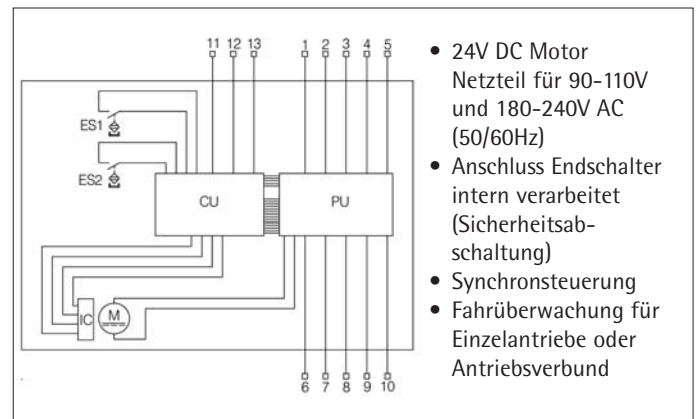 11 12 13 1 2 3 4 5
ES1
ES2
CU PU
IC M
6 7 8 9 10
• 24V DC Motor
Netzteil für 90-110V
und 180-240V AC
(50/60Hz)
• Anschluss Endschalter
intern verarbeitet
(Sicherheitsab-
schaltung)
• Synchronsteuerung
• Fahrüberwachung für
Einzelantriebe oder
Antriebsverbund